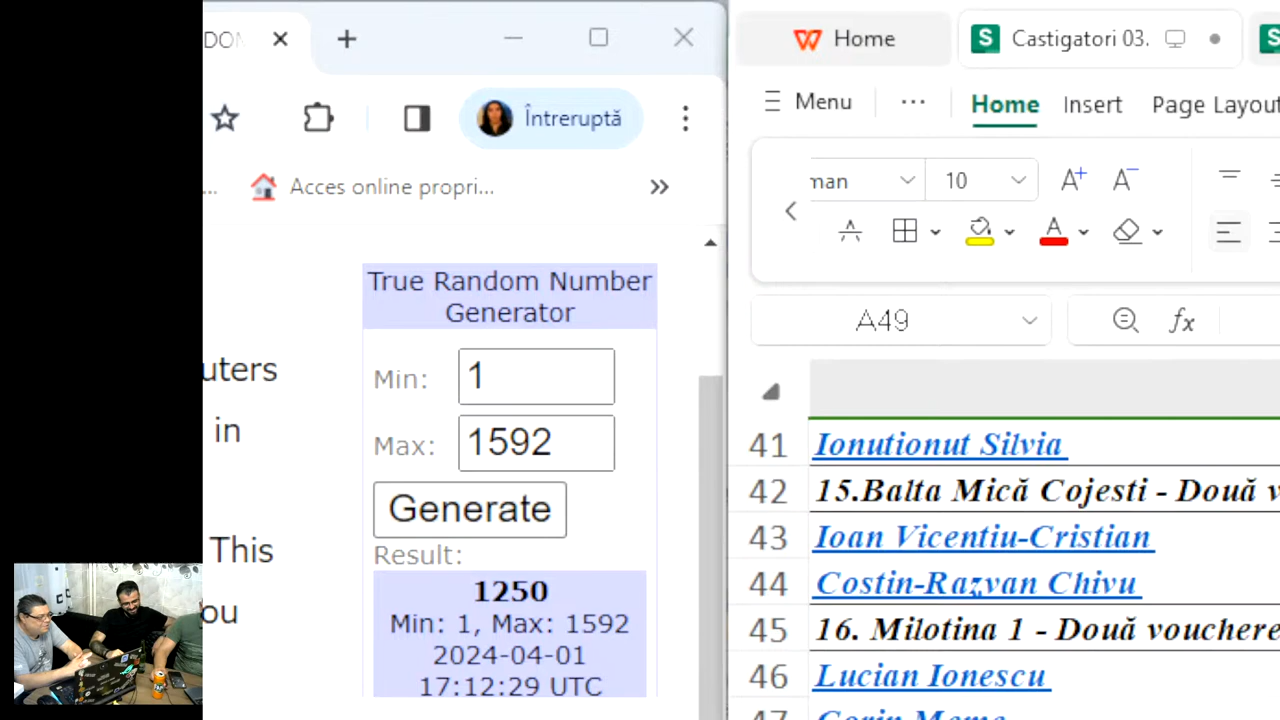 DOM
Întreruptă
...
Acces online propri...
True Random Number
Generator
Min: 1
Max: 1592
Generate
Result:
1250
Min: 1, Max: 1592
2024-04-01
17:12:29 UTC
uters
in
This
ou
Home
S Castigatori 03.
S
Menu
...
Home Insert Page Layout
man 10 A+ A-
A
A49
fx
41 Ionutionut Silvia
42 15.Balta Mică Cojesti - Două v
43 Ioan Vicentiu-Cristian
44 Costin-Razvan Chivu
45 16. Milotina 1 - Două vouchere
46 Lucian Ionescu
47